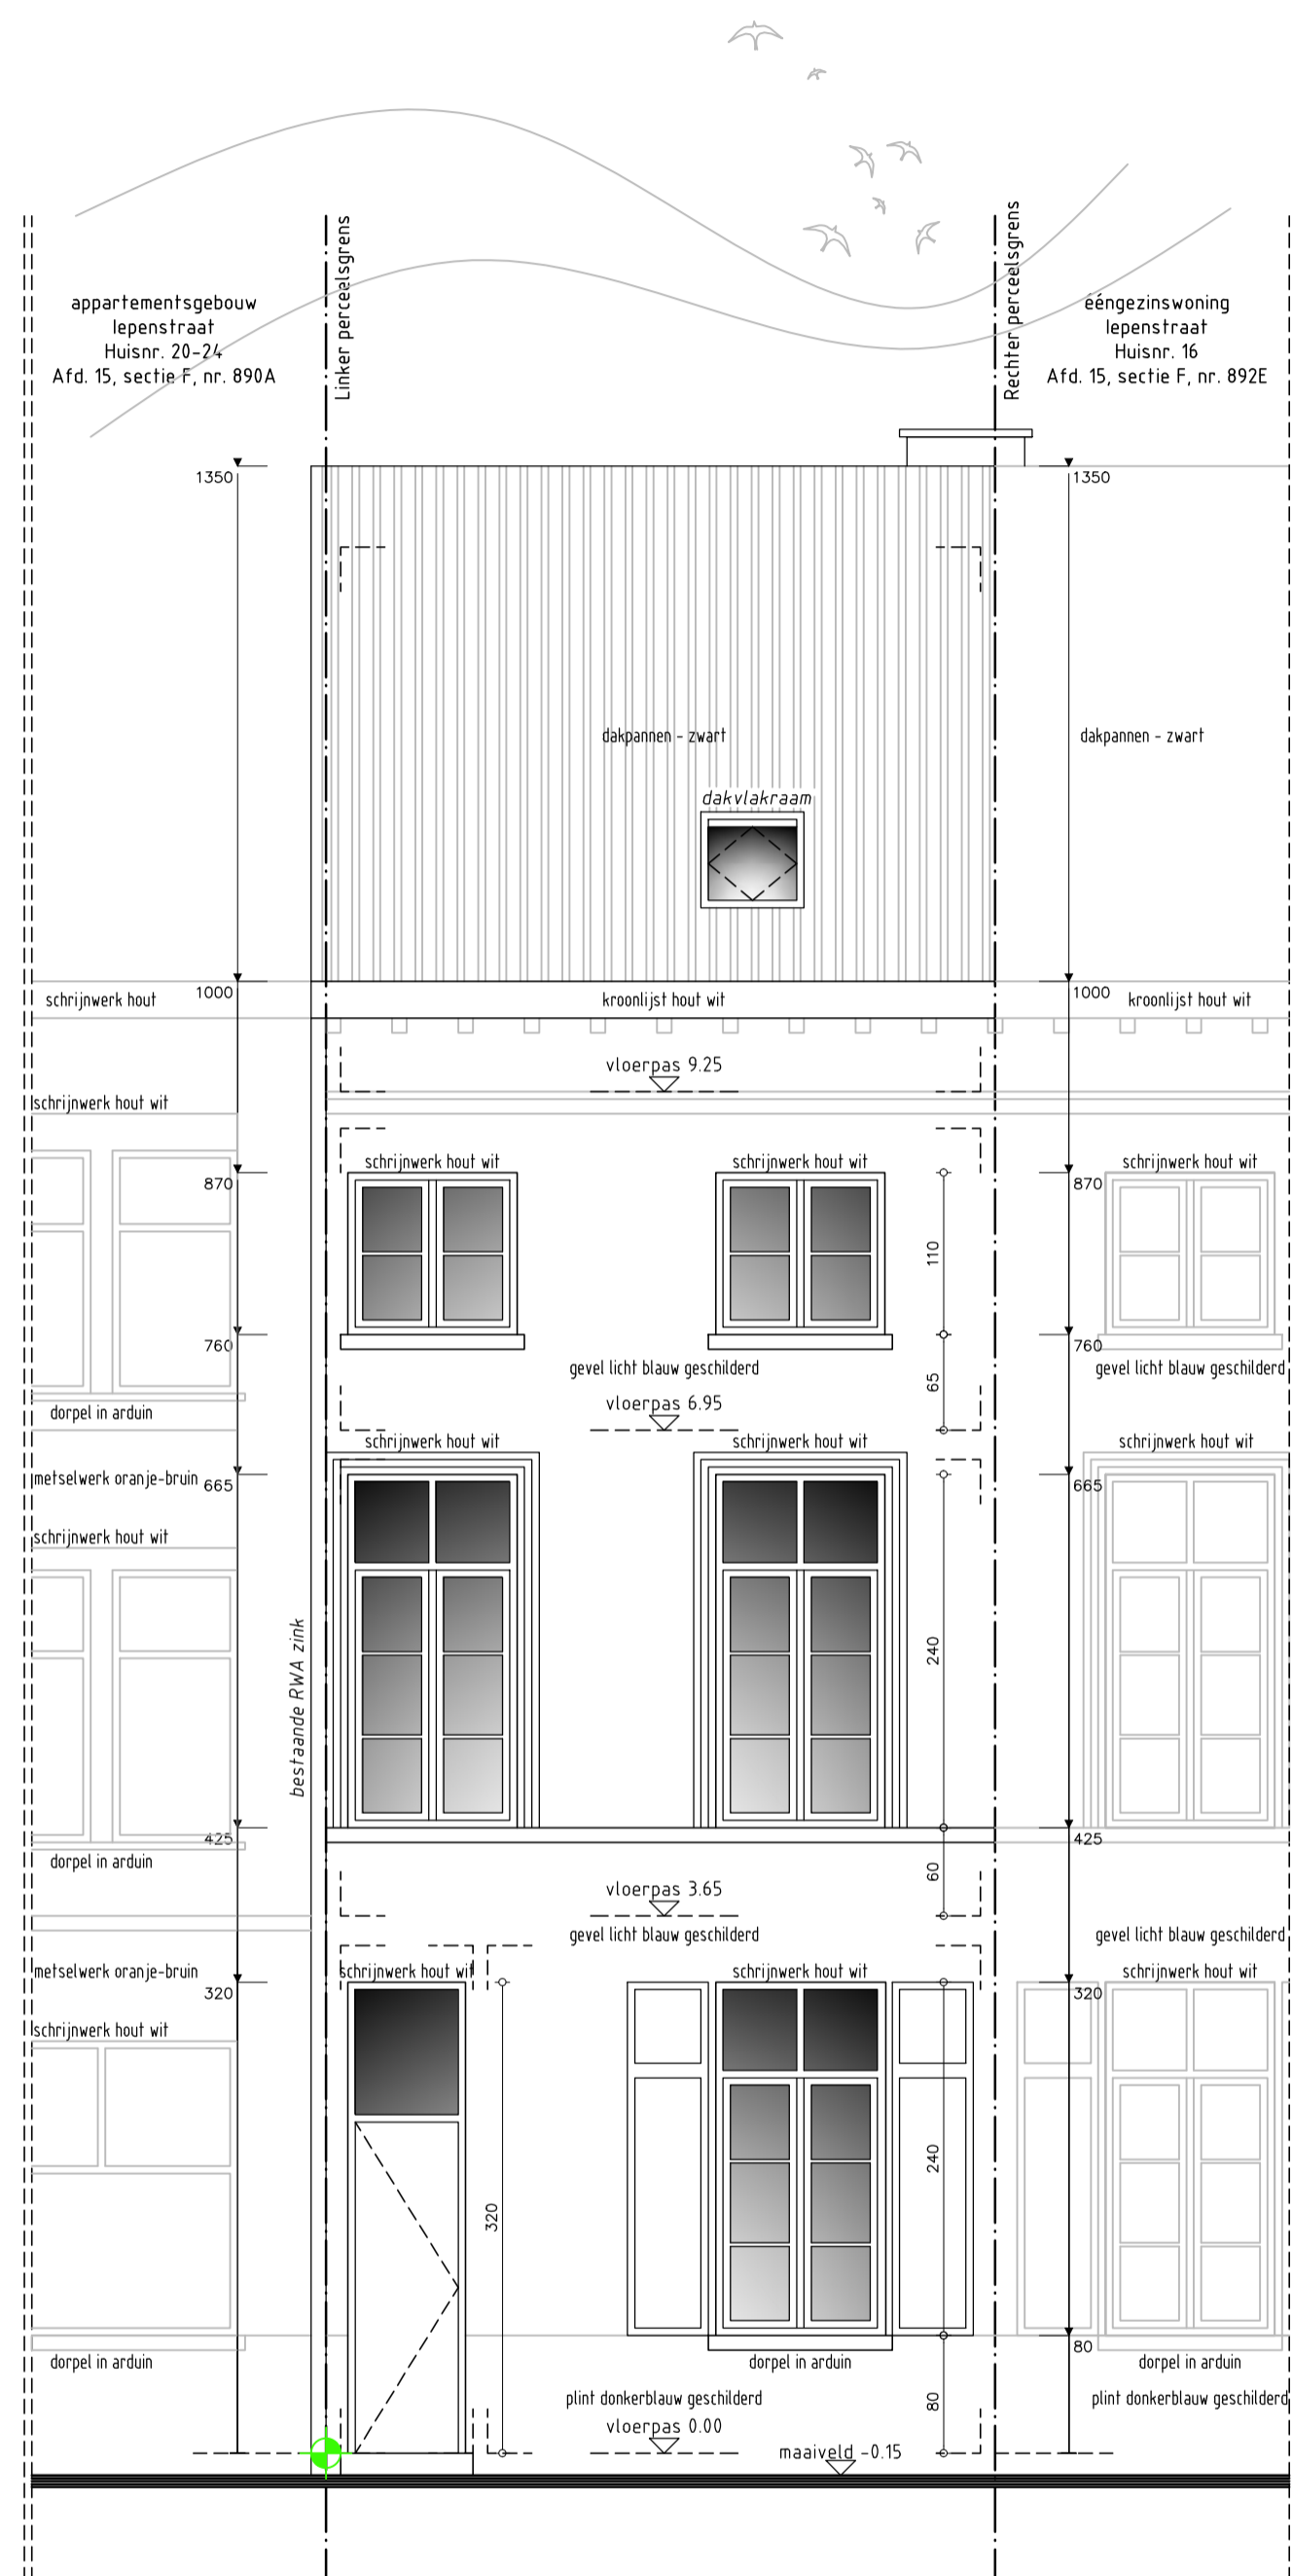 Linker perceelsgrens
Rechter perceelsgrens
appartementsgebouw
Iepenstraat
Huisnr. 20-24
Afd. 15, sectie F, nr. 890A
ééngezinswoning
Iepenstraat
Huisnr. 16
Afd. 15, sectie F, nr. 892E
1350
1350
dakpannen - zwart
dakpannen - zwart
dakvlakraam
schrijnwerk hout
1000
kroonlijst hout wit
1000
kroonlijst hout wit
vloerpas 9.25
schrijnwerk hout wit
schrijnwerk hout wit
schrijnwerk hout wit
schrijnwerk hout wit
870
870
110
760
760
gevel licht blauw geschilderd
gevel licht blauw geschilderd
65
vloerpas 6.95
dorpel in arduin
schrijnwerk hout wit
schrijnwerk hout wit
schrijnwerk hout wit
metselwerk oranje-bruin
665
665
schrijnwerk hout wit
240
bestaande RWA zink
425
425
dorpel in arduin
60
vloerpas 3.65
gevel licht blauw geschilderd
gevel licht blauw geschilderd
metselwerk oranje-bruin
schrijnwerk hout wit
schrijnwerk hout wit
schrijnwerk hout wit
320
320
schrijnwerk hout wit
240
320
80
dorpel in arduin
dorpel in arduin
dorpel in arduin
plint donkerblauw geschilderd
plint donkerblauw geschilderd
80
vloerpas 0.00
maaiveld -0.15